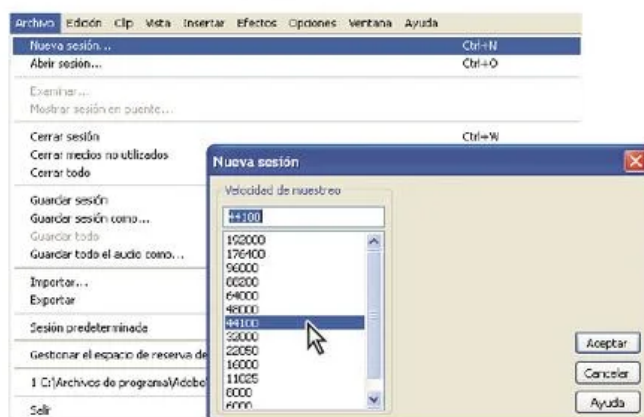 Archivo Edición Clip Vista Insertar Efectos Opciones Ventana Ayuda
Nueva sesión... Ctrl+N
Abrir sesión... Ctrl+O
Examinar...
Mostrar sesión en puente...
Cerrar sesión Ctrl+W
Cerrar medios no utilizados
Cerrar todo
Guardar sesión
Guardar sesión como...
Guardar todo
Guardar todo el audio como...
Importar...
Exportar
Sesión predeterminada
Gestionar el espacio de reserva de
1 C:\Archivos de programa\Adobe\
Salir
Nueva sesión
Velocidad de muestreo
44100
192000
176400
96000
88200
64000
48000
44100
32000
22050
16000
11025
8000
6000
Aceptar
Cancelar
Ayuda